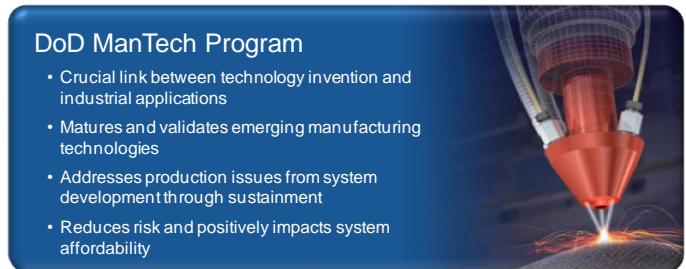 DoD ManTech Program
• Crucial link between technology invention and
industrial applications
• Matures and validates emerging manufacturing
technologies
• Addresses production issues from system
development through sustainment
• Reduces risk and positively impacts system
affordability